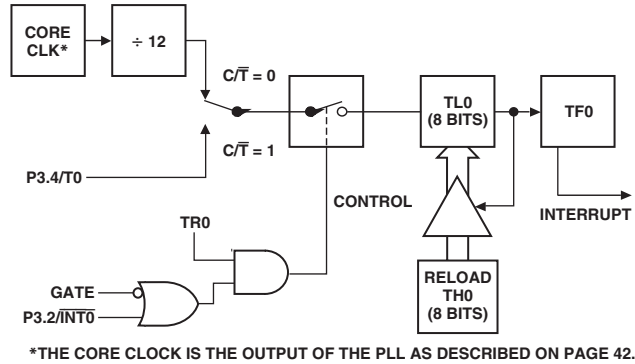 CORE
CLK*
÷ 12
C/T̅ = 0
C/T̅ = 1
TL0
(8 BITS)
TF0
P3.4/T0
CONTROL
INTERRUPT
TR0
GATE
P3.2/I̅N̅T̅0̅
RELOAD
TH0
(8 BITS)
*THE CORE CLOCK IS THE OUTPUT OF THE PLL AS DESCRIBED ON PAGE 42.